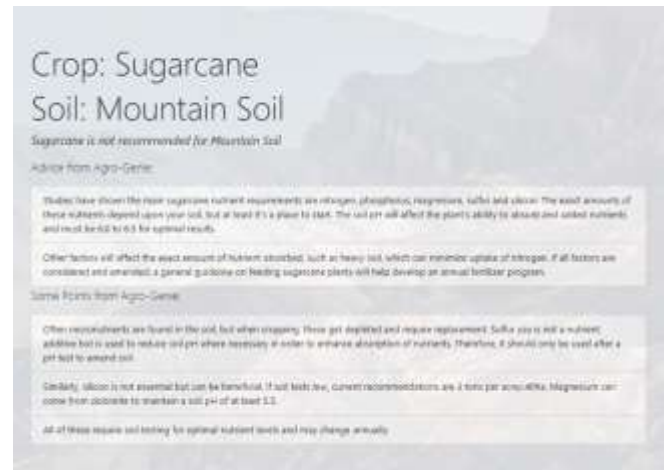 Crop: Sugarcane
Soil: Mountain Soil
Sugarcane is not recommended for Mountain Soil
Advice from Agro-Genie:
Studies have shown the main sugarcane nutrient requirements are nitrogen, phosphorus, magnesium, sulfur and silicon. The exact amounts of
these nutrients depend upon your soil, but at least it's a place to start. The soil pH will affect the plant's ability to absorb and unlock nutrients
and must be 6.0 to 6.5 for optimal results.
Other factors will affect the exact amount of nutrient absorbed, such as heavy soil, which can minimize uptake of nitrogen. If all factors are
considered and amended, a general guideline on feeding sugarcane plants will help develop an annual fertilizer program.
Some Points from Agro-Genie:
Often micronutrients are found in the soil, but when cropping, these get depleted and require replacement. Sulfur use is not a nutrient
additive but is used to reduce soil pH where necessary in order to enhance absorption of nutrients. Therefore, it should only be used after a
pH test to amend soil.
Similarly, silicon is not essential but can be beneficial. If soil tests low, current recommendations are 3 tons per acre/ Magnesium can
come from dolomite to maintain a soil pH of at least 5.5.
All of these require soil testing for optimal nutrient levels and may change annually.